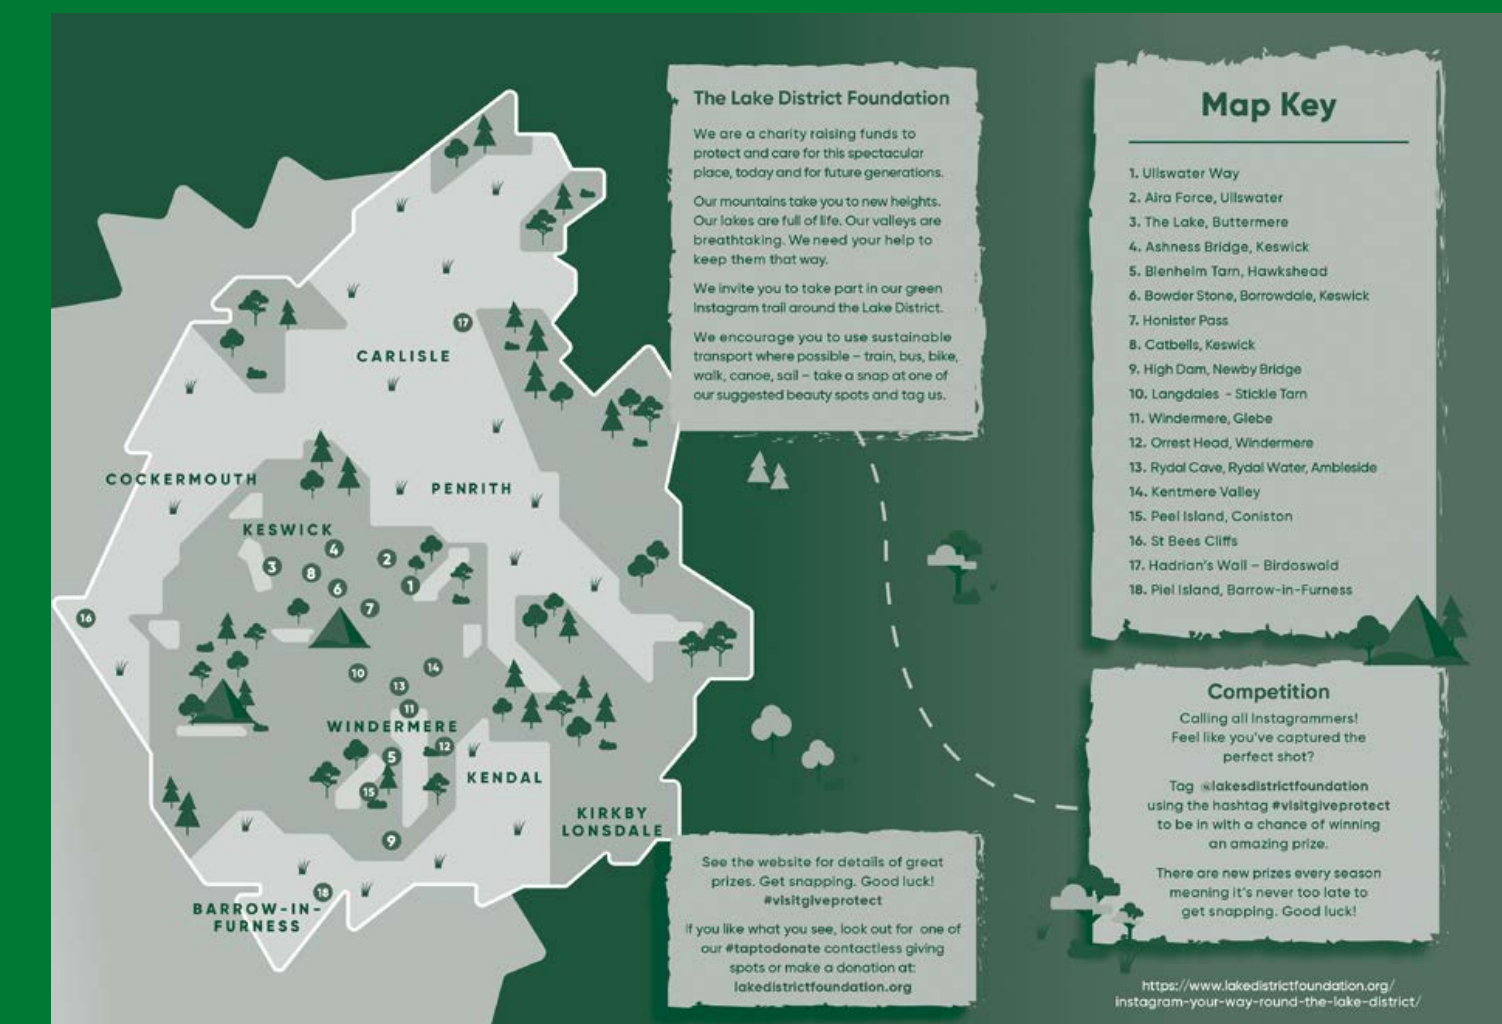 The Lake District Foundation
We are a charity raising funds to
protect and care for this spectacular
place, today and for future generations.
Our mountains take you to new heights.
Our lakes are full of life. Our valleys are
breathtaking. We need your help to
keep them that way.
We invite you to take part in our green
Instagram trail around the Lake District.
We encourage you to use sustainable
transport where possible – train, bus, bike,
walk, canoe, sail – take a snap at one of
our suggested beauty spots and tag us.
Map Key
1. Ullswater Way
2. Aira Force, Ullswater
3. The Lake, Buttermere
4. Ashness Bridge, Keswick
5. Blenheim Tarn, Hawkshead
6. Bowder Stone, Borrowdale, Keswick
7. Honister Pass
8. Catbells, Keswick
9. High Dam, Newby Bridge
10. Langdales - Stickle Tarn
11. Windermere, Glebe
12. Orrest Head, Windermere
13. Rydal Cave, Rydal Water, Ambleside
14. Kentmere Valley
15. Peel Island, Coniston
16. St Bees Cliffs
17. Hadrian's Wall – Birdoswald
18. Piel Island, Barrow-in-Furness
17
CARLISLE
COCKERMOUTH
PENRITH
KESWICK
4
2
3
8
1
6
7
16
14
10
13
11
WINDERMERE
12
5
KENDAL
15
KIRKBY
LONSDALE
9
18
BARROW-IN-
FURNESS
See the website for details of great
prizes. Get snapping. Good luck!
#visitgiveprotect
If you like what you see, look out for one of
our #taptodonate contactless giving
spots or make a donation at:
lakedistrictfoundation.org
Competition
Calling all Instagrammers!
Feel like you've captured the
perfect shot?
Tag @lakesdistrictfoundation
using the hashtag #visitgiveprotect
to be in with a chance of winning
an amazing prize.
There are new prizes every season
meaning it's never too late to
get snapping. Good luck!
https://www.lakedistrictfoundation.org/
instagram-your-way-round-the-lake-district/